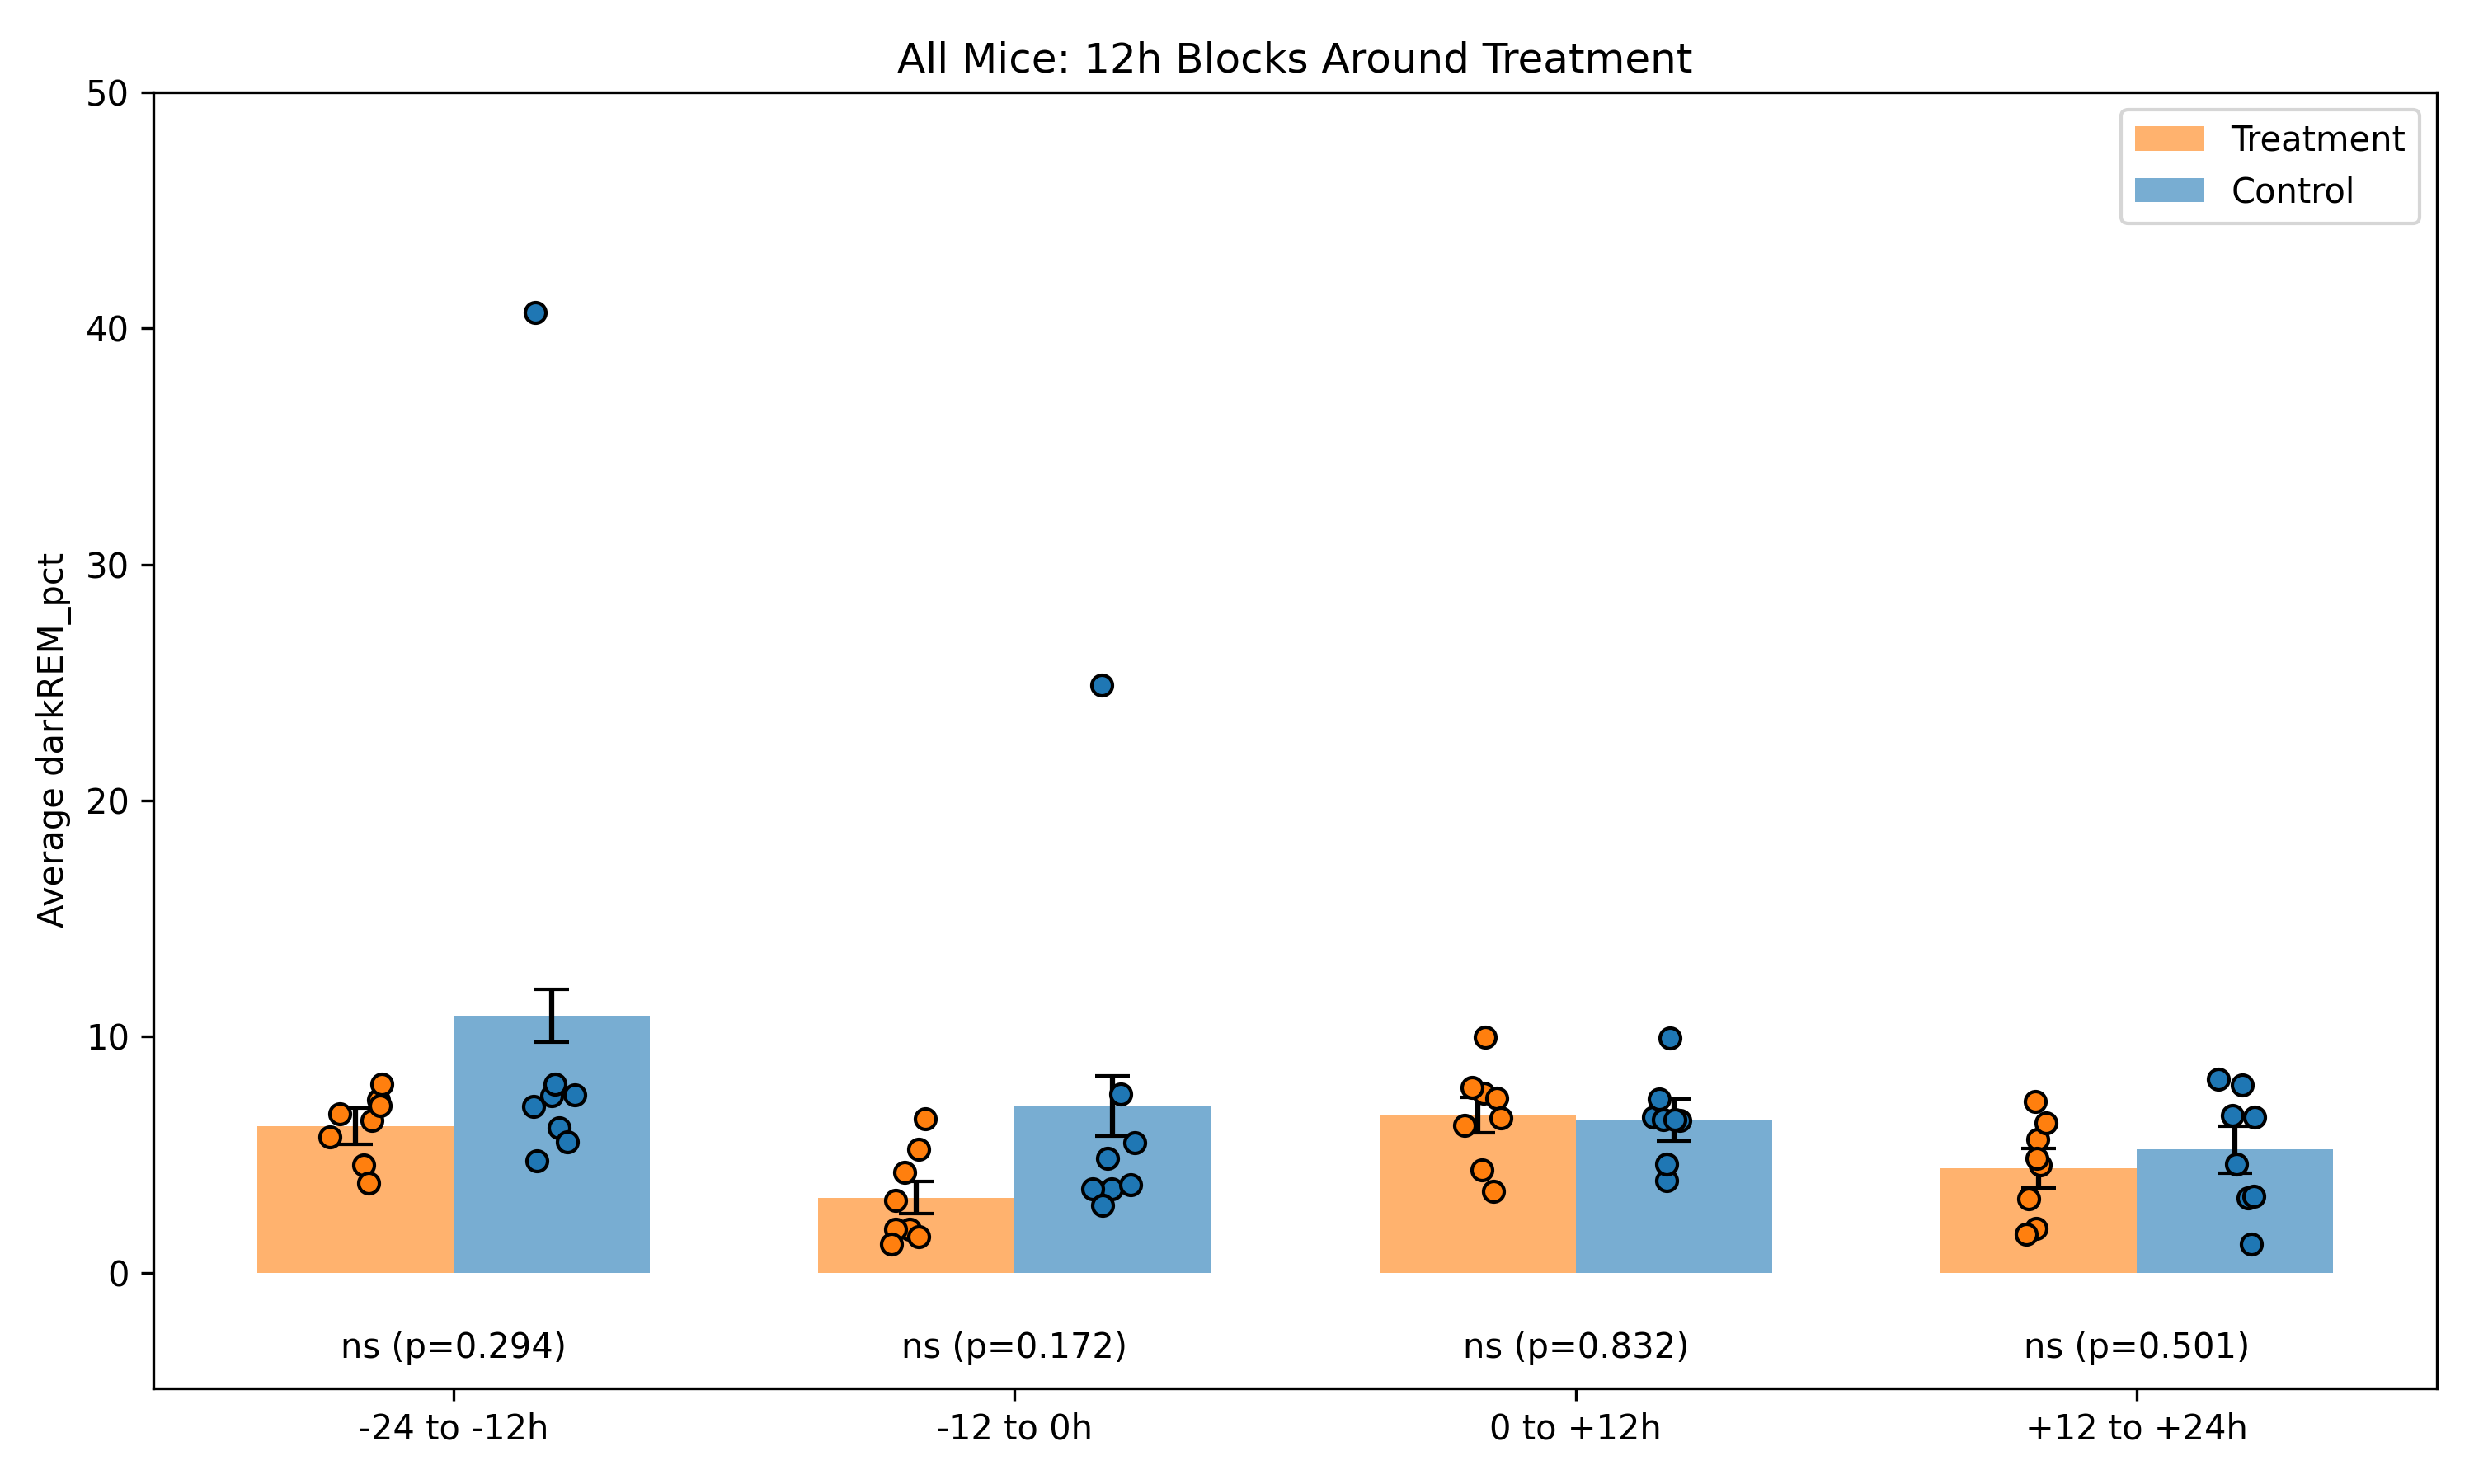 All Mice: 12h Blocks Around Treatment
50
40
30
20
10
0
Average darkREM_pct
Treatment
Control
ns (p=0.294)
ns (p=0.172)
ns (p=0.832)
ns (p=0.501)
-24 to -12h
-12 to 0h
0 to +12h
+12 to +24h